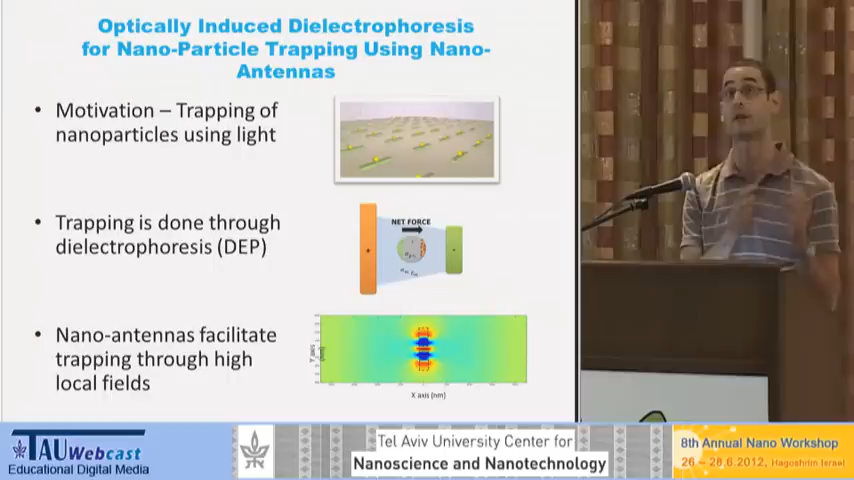 Optically Induced Dielectrophoresis
for Nano-Particle Trapping Using Nano-
Antennas
• Motivation – Trapping of
nanoparticles using light
• Trapping is done through
dielectrophoresis (DEP)
NET FORCE
+
-
• Nano-antennas facilitate
trapping through high
local fields
X axis (nm)
TAU Webcast
Educational Digital Media
Tel Aviv University Center for
Nanoscience and Nanotechnology
8th Annual Nano Workshop
26 – 28.6.2012, Hagoshrim Israel